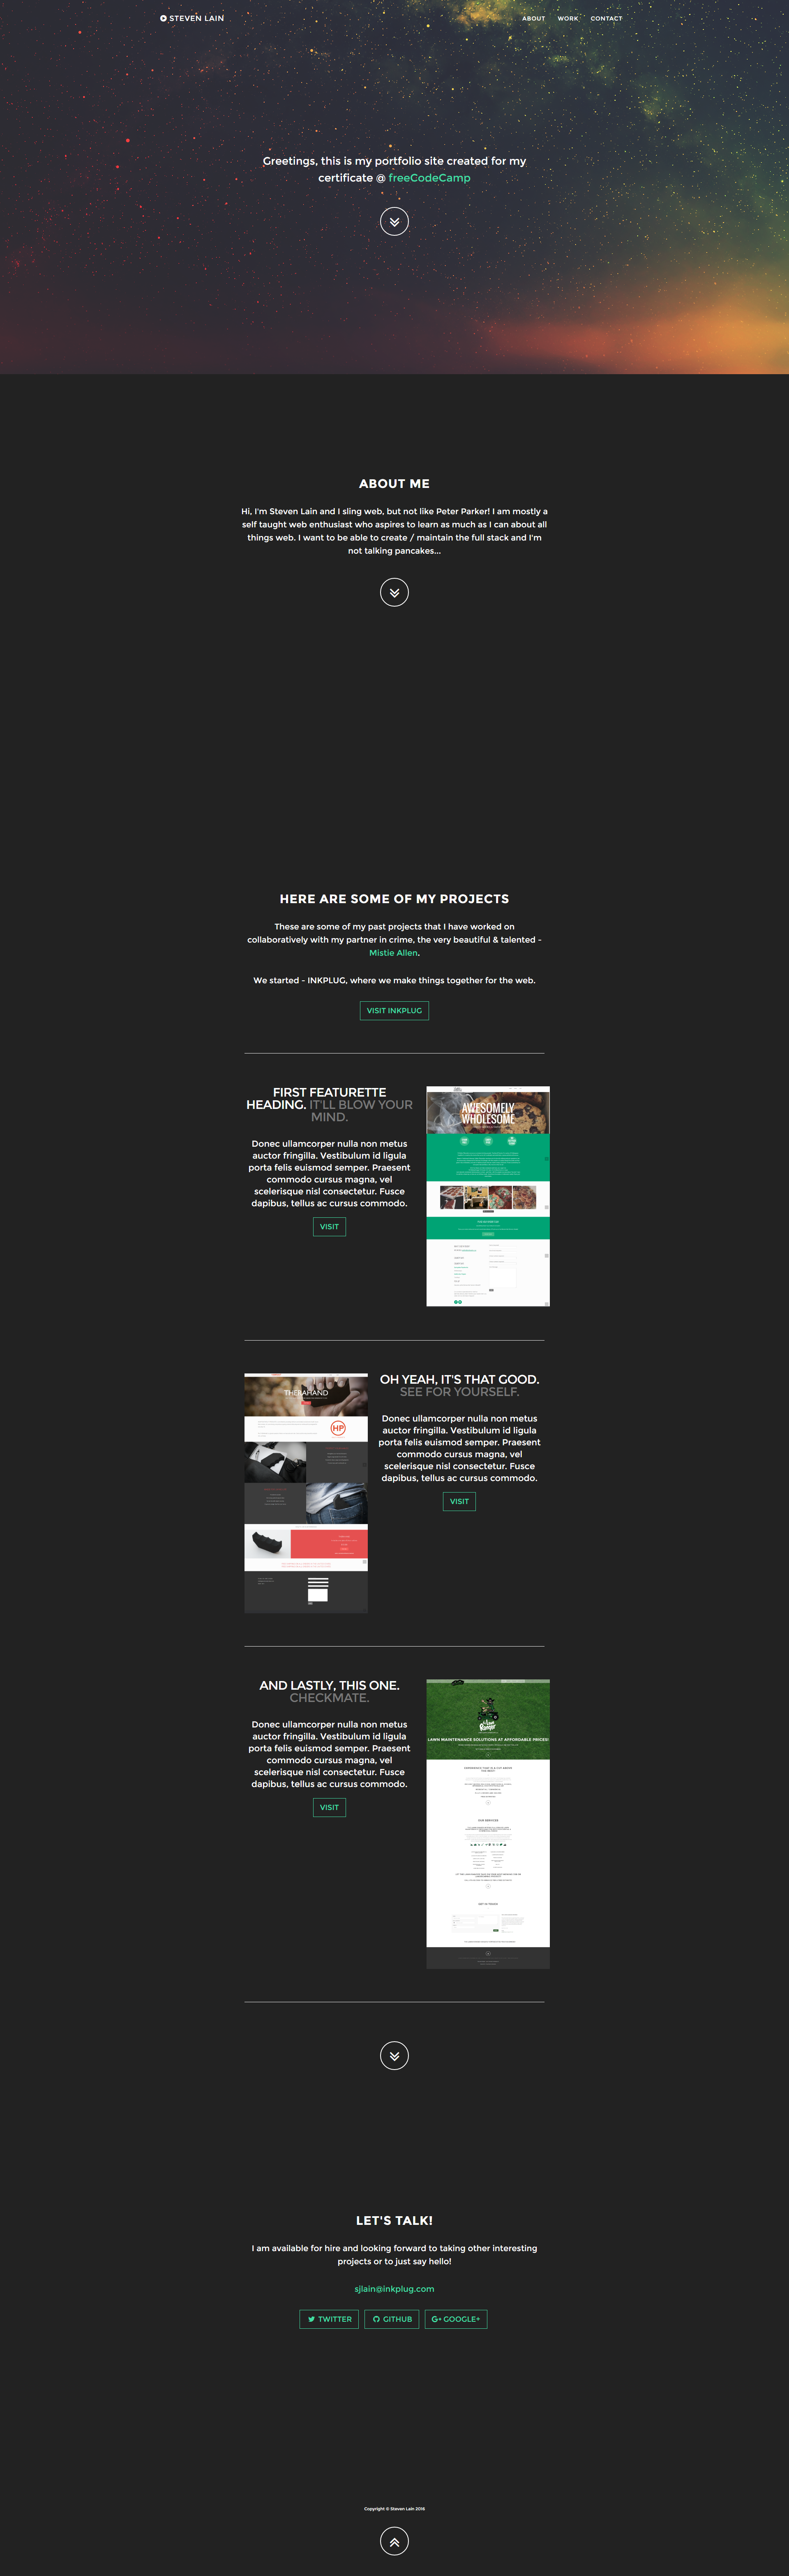 STEVEN LAIN
ABOUT WORK CONTACT
Greetings, this is my portfolio site created for my
certificate @ freeCodeCamp
ABOUT ME
Hi, I'm Steven Lain and I sling web, but not like Peter Parker! I am mostly a
self taught web enthusiast who aspires to learn as much as I can about all
things web. I want to be able to create / maintain the full stack and I'm
not talking pancakes...
HERE ARE SOME OF MY PROJECTS
These are some of my past projects that I have worked on
collaboratively with my partner in crime, the very beautiful & talented -
Mistie Allen.
We started - INKPLUG, where we make things together for the web.
VISIT INKPLUG
FIRST FEATURETTE
HEADING. IT'LL BLOW YOUR
MIND.
Donec ullamcorper nulla non metus
auctor fringilla. Vestibulum id ligula
porta felis euismod semper. Praesent
commodo cursus magna, vel
scelerisque nisl consectetur. Fusce
dapibus, tellus ac cursus commodo.
VISIT
AWESOMELY
WHOLESOME
THERAHAND
HP
OH YEAH, IT'S THAT GOOD.
SEE FOR YOURSELF.
Donec ullamcorper nulla non metus
auctor fringilla. Vestibulum id ligula
porta felis euismod semper. Praesent
commodo cursus magna, vel
scelerisque nisl consectetur. Fusce
dapibus, tellus ac cursus commodo.
VISIT
AND LASTLY, THIS ONE.
CHECKMATE.
Donec ullamcorper nulla non metus
auctor fringilla. Vestibulum id ligula
porta felis euismod semper. Praesent
commodo cursus magna, vel
scelerisque nisl consectetur. Fusce
dapibus, tellus ac cursus commodo.
VISIT
Ranger
LAWN MAINTENANCE SOLUTIONS AT AFFORDABLE PRICES!
OUR SERVICES
GET IN TOUCH
LET'S TALK!
I am available for hire and looking forward to taking other interesting
projects or to just say hello!
sjlain@inkplug.com
TWITTER GITHUB GOOGLE+
Copyright © Steven Lain 2016